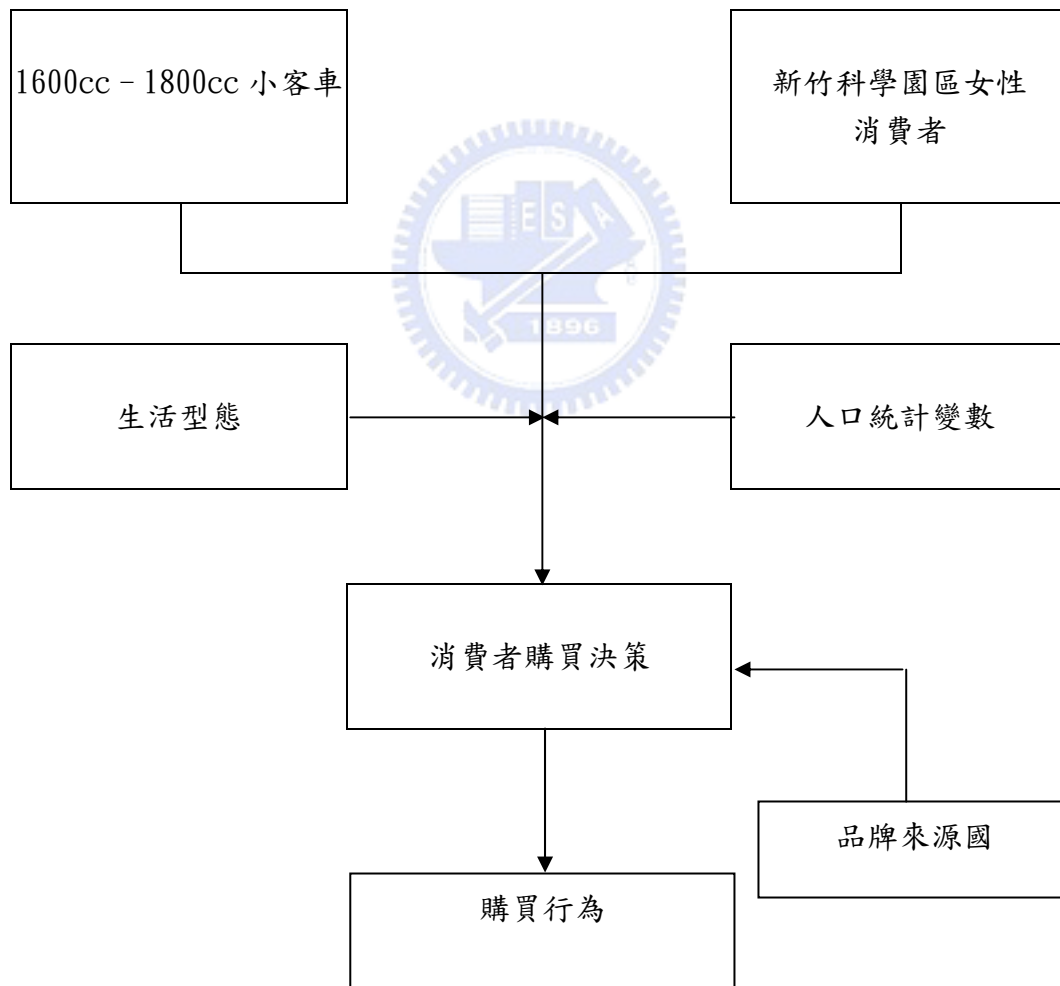 1600cc－1800cc 小客車
新竹科學園區女性
消費者
ESA
1896
生活型態
人口統計變數
消費者購買決策
品牌來源國
購買行為